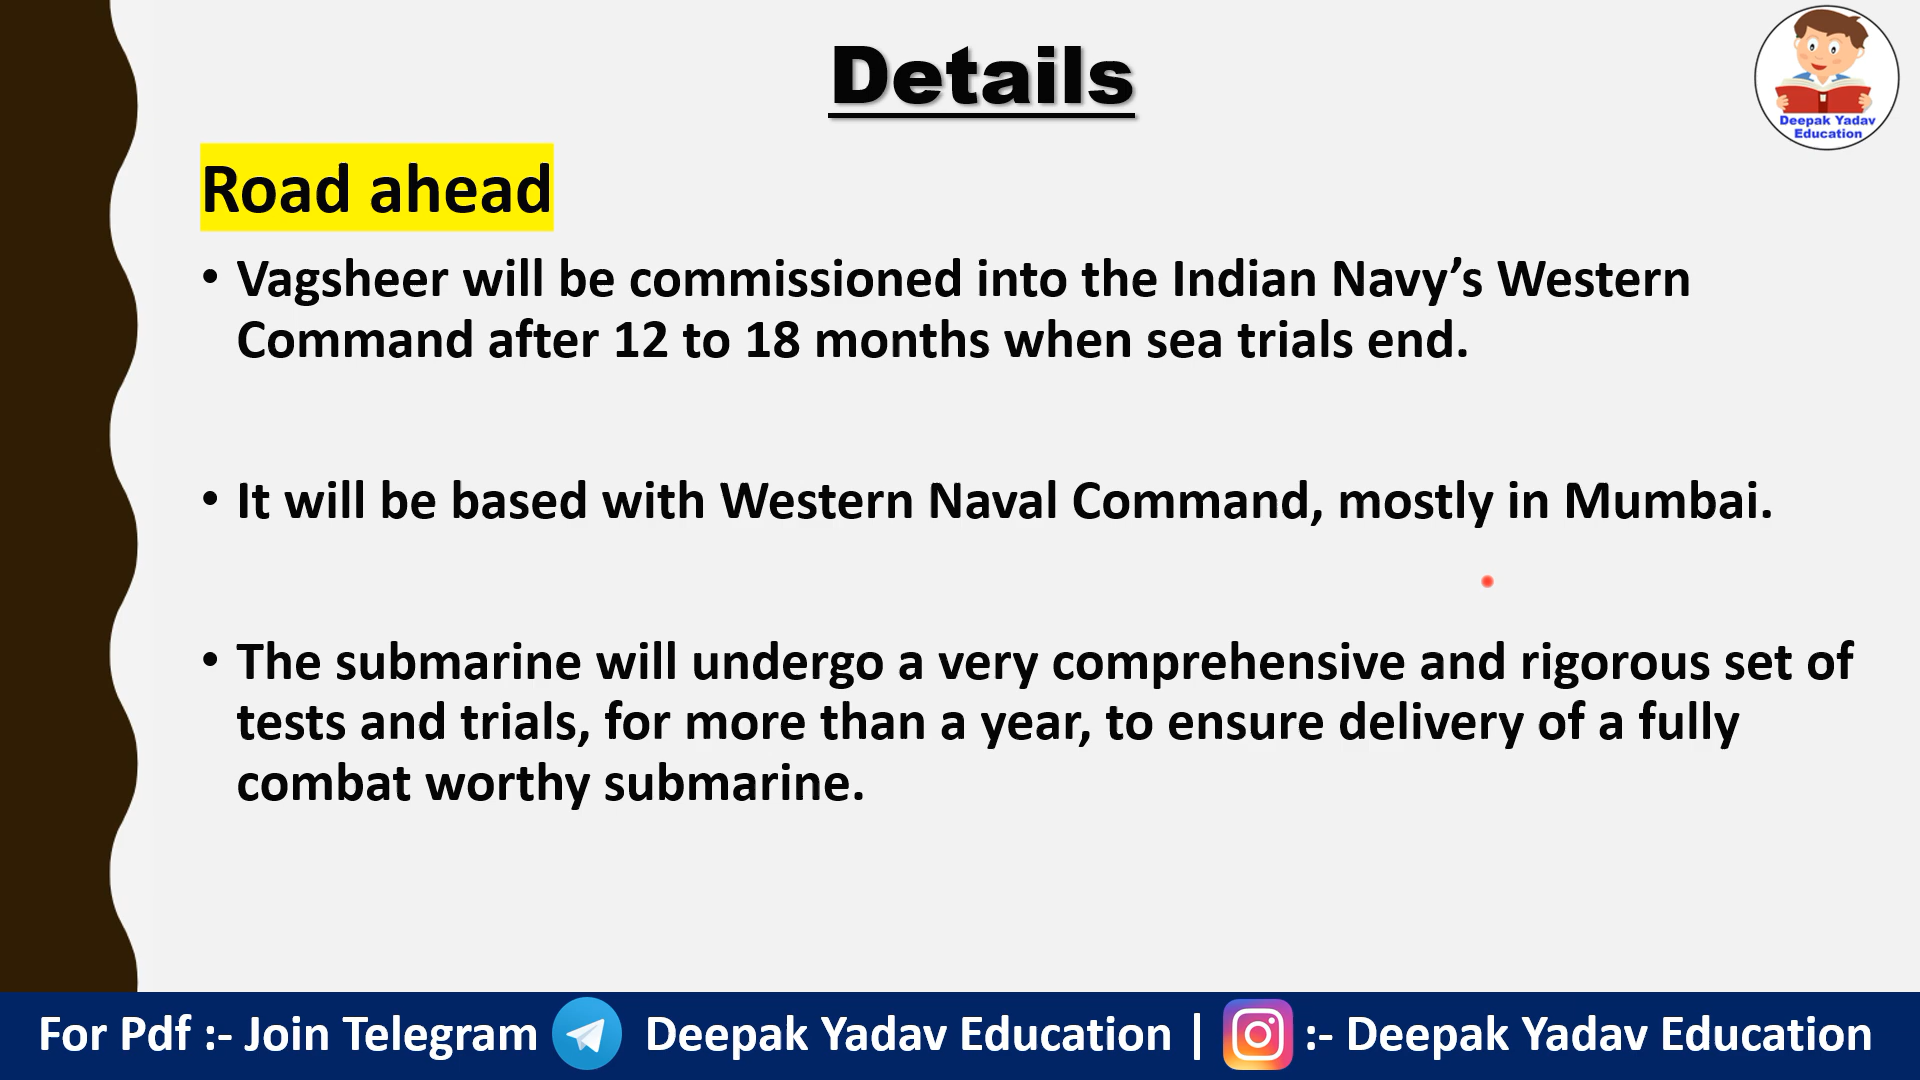 Details
Deepak Yadav
Education
Road ahead
• Vagsheer will be commissioned into the Indian Navy’s Western
Command after 12 to 18 months when sea trials end.
• It will be based with Western Naval Command, mostly in Mumbai.
• The submarine will undergo a very comprehensive and rigorous set of
tests and trials, for more than a year, to ensure delivery of a fully
combat worthy submarine.
For Pdf :- Join Telegram Deepak Yadav Education | :- Deepak Yadav Education